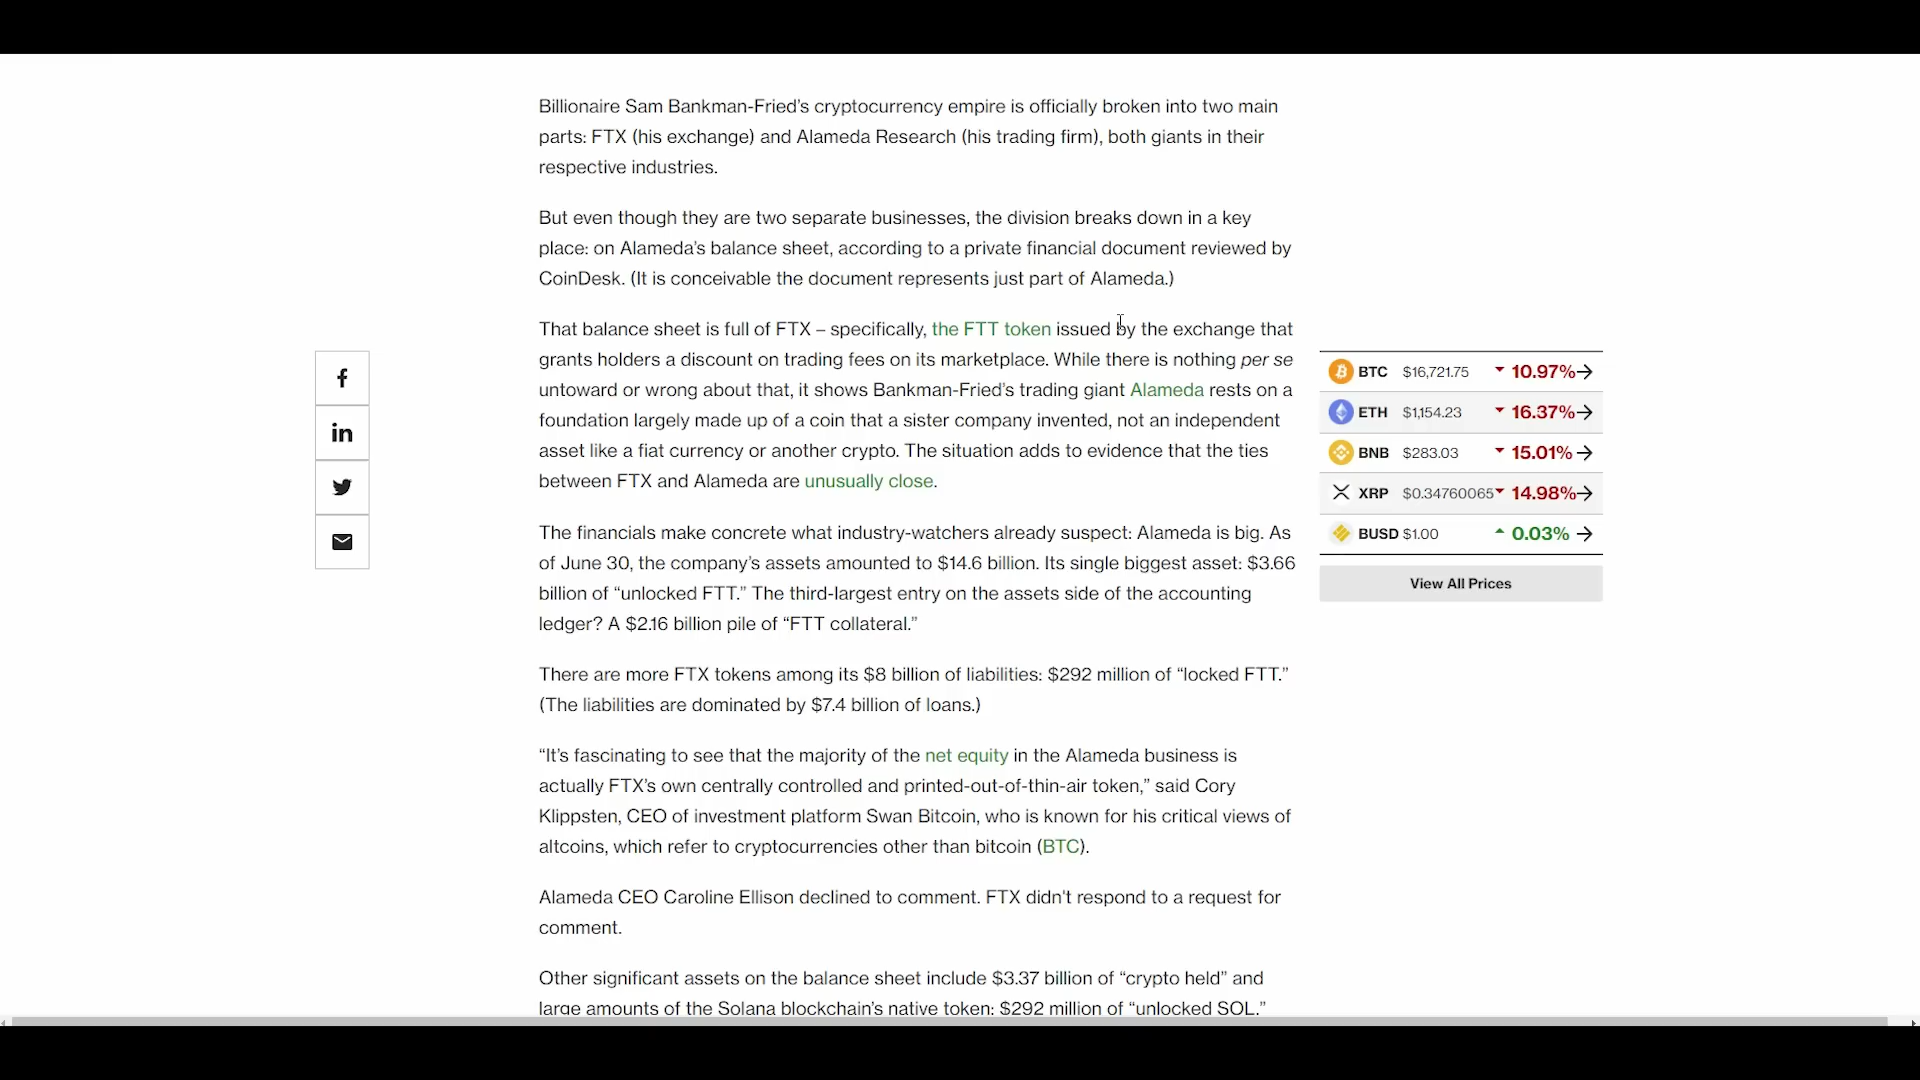 Billionaire Sam Bankman-Fried’s cryptocurrency empire is officially broken into two main
parts: FTX (his exchange) and Alameda Research (his trading firm), both giants in their
respective industries.
But even though they are two separate businesses, the division breaks down in a key
place: on Alameda’s balance sheet, according to a private financial document reviewed by
CoinDesk. (It is conceivable the document represents just part of Alameda.)
That balance sheet is full of FTX – specifically, the FTT token issued by the exchange that
grants holders a discount on trading fees on its marketplace. While there is nothing per se
untoward or wrong about that, it shows Bankman-Fried’s trading giant Alameda rests on a
foundation largely made up of a coin that a sister company invented, not an independent
asset like a fiat currency or another crypto. The situation adds to evidence that the ties
between FTX and Alameda are unusually close.
The financials make concrete what industry-watchers already suspect: Alameda is big. As
of June 30, the company’s assets amounted to $14.6 billion. Its single biggest asset: $3.66
billion of “unlocked FTT.” The third-largest entry on the assets side of the accounting
ledger? A $2.16 billion pile of “FTT collateral.”
There are more FTX tokens among its $8 billion of liabilities: $292 million of “locked FTT.”
(The liabilities are dominated by $7.4 billion of loans.)
“It’s fascinating to see that the majority of the net equity in the Alameda business is
actually FTX’s own centrally controlled and printed-out-of-thin-air token,” said Cory
Klippsten, CEO of investment platform Swan Bitcoin, who is known for his critical views of
altcoins, which refer to cryptocurrencies other than bitcoin (BTC).
Alameda CEO Caroline Ellison declined to comment. FTX didn't respond to a request for
comment.
Other significant assets on the balance sheet include $3.37 billion of “crypto held” and
large amounts of the Solana blockchain’s native token: $292 million of “unlocked SOL.”
BTC $16,721.75 10.97%
ETH $1,154.23 16.37%
BNB $283.03 15.01%
XRP $0.34760065 14.98%
BUSD $1.00 0.03%
View All Prices